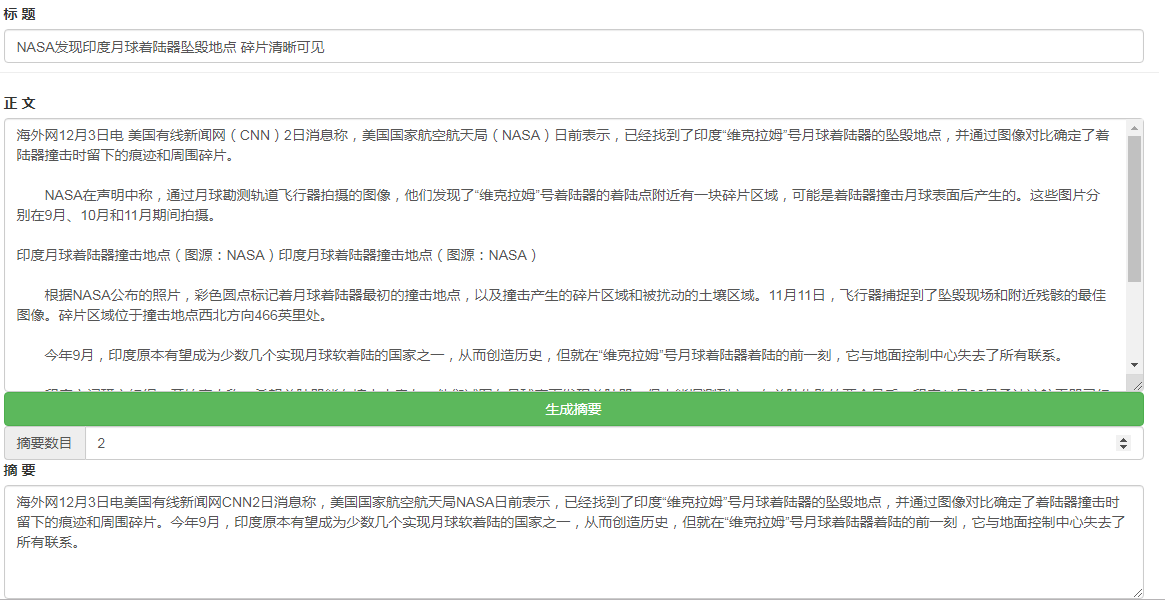 标 题
NASA发现印度月球着陆器坠毁地点 碎片清晰可见
正 文
海外网12月3日电 美国有线新闻网（CNN）2日消息称，美国国家航空航天局（NASA）日前表示，已经找到了印度“维克拉姆”号月球着陆器的坠毁地点，并通过图像对比确定了着
陆器撞击时留下的痕迹和周围碎片。
NASA在声明中称，通过月球勘测轨道飞行器拍摄的图像，他们发现了“维克拉姆”号着陆器的着陆点附近有一块碎片区域，可能是着陆器撞击月球表面后产生的。这些图片分
别在9月、10月和11月期间拍摄。
印度月球着陆器撞击地点（图源：NASA）印度月球着陆器撞击地点（图源：NASA）
根据NASA公布的照片，彩色圆点标记着月球着陆器最初的撞击地点，以及撞击产生的碎片区域和被扰动的土壤区域。11月11日，飞行器捕捉到了坠毁现场和附近残骸的最佳
图像。碎片区域位于撞击地点西北方向466英里处。
今年9月，印度原本有望成为少数几个实现月球软着陆的国家之一，从而创造历史，但就在“维克拉姆”号月球着陆器着陆的前一刻，它与地面控制中心失去了所有联系。
生成摘要
摘要数目 2
摘 要
海外网12月3日电美国有线新闻网CNN2日消息称，美国国家航空航天局NASA日前表示，已经找到了印度“维克拉姆”号月球着陆器的坠毁地点，并通过图像对比确定了着陆器撞击时
留下的痕迹和周围碎片。今年9月，印度原本有望成为少数几个实现月球软着陆的国家之一，从而创造历史，但就在“维克拉姆”号月球着陆器着陆的前一刻，它与地面控制中心失去了
所有联系。